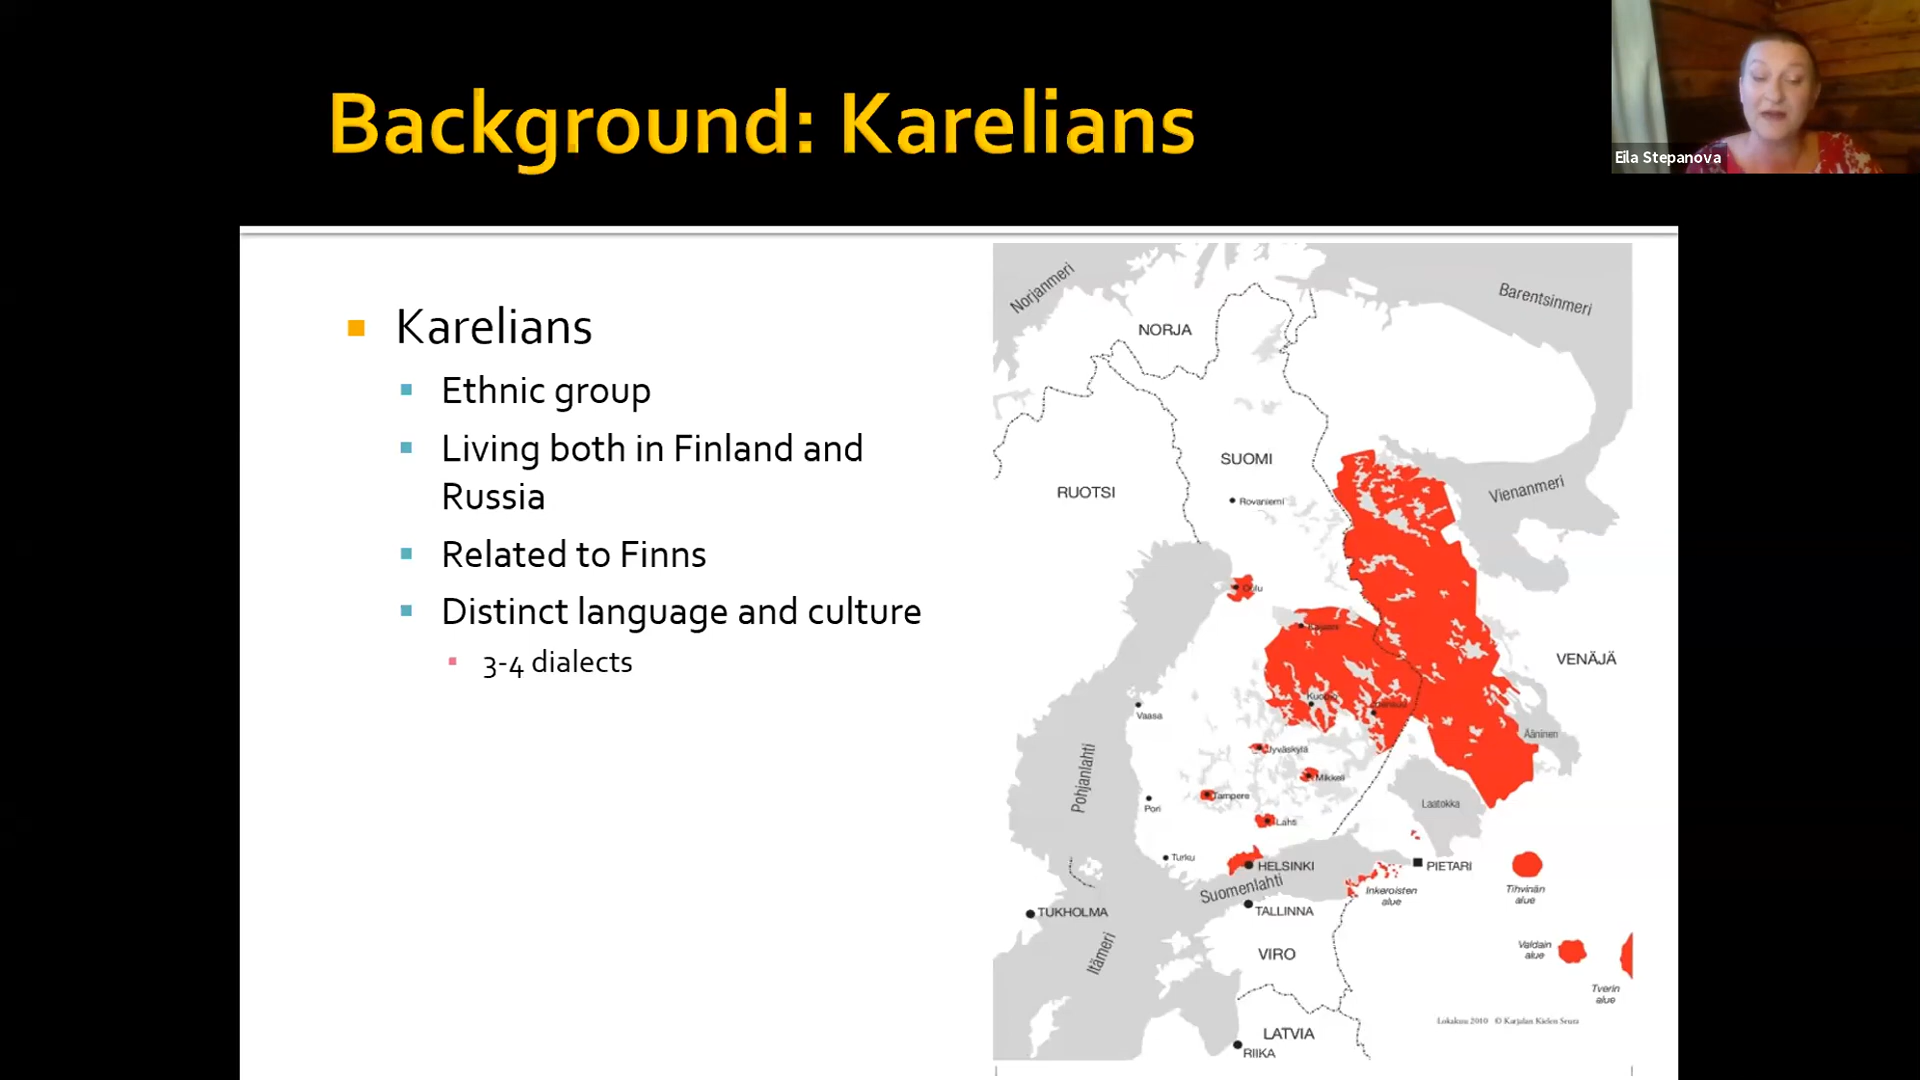 Background: Karelians
Eila Stepanova
Karelians
Ethnic group
Living both in Finland and
Russia
Related to Finns
Distinct language and culture
3-4 dialects
Norjanmeri
Barentsinmeri
NORJA
SUOMI
RUOTSI
Rovaniemi
Vienanmeri
Oulu
VENÄJÄ
Kuopio
Vaasa
Ääninen
Jyväskylä
Pohjanlahti
Mikkeli
Tampere
Pori
Laatokka
Lahti
Turku
HELSINKI
PIETARI
Suomenlahti
Inkeroisten
alue
Tihvinän
alue
TUKHOLMA
TALLINNA
Itämeri
VIRO
Valdain
alue
Tverin
alue
Lokakuu 2010 © Karjalan Kielen Seura
LATVIA
RIIKA